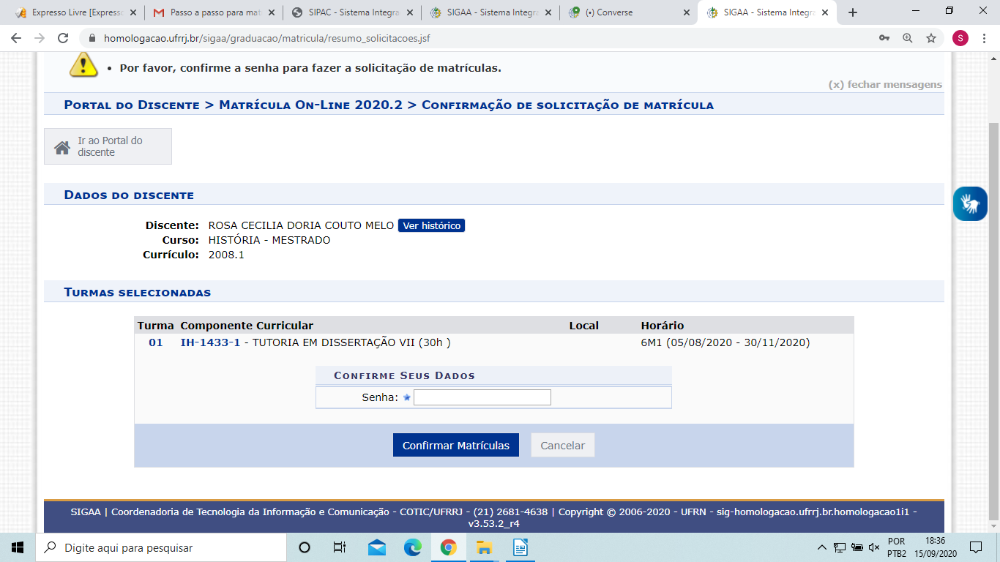 Expresso Livre [Expresso
Passo a passo para mat
SIPAC - Sistema Integra
SIGAA - Sistema Integra
(•) Converse
SIGAA - Sistema Integra
homologacao.ufrrj.br/sigaa/graduacao/matricula/resumo_solicitacoes.jsf
S
• Por favor, confirme a senha para fazer a solicitação de matrículas.
(x) fechar mensagens
Portal do Discente > Matrícula On-Line 2020.2 > Confirmação de solicitação de matrícula
Ir ao Portal do
discente
Dados do discente
Discente: ROSA CECILIA DORIA COUTO MELO Ver histórico
Curso: HISTÓRIA - MESTRADO
Currículo: 2008.1
Turmas selecionadas
Turma Componente Curricular Local Horário
01 IH-1433-1 - TUTORIA EM DISSERTAÇÃO VII (30h ) 6M1 (05/08/2020 - 30/11/2020)
Confirme Seus Dados
Senha:
Confirmar Matrículas Cancelar
SIGAA | Coordenadoria de Tecnologia da Informação e Comunicação - COTIC/UFRRJ - (21) 2681-4638 | Copyright © 2006-2020 - UFRN - sig-homologacao.ufrrj.br.homologacao1i1 -
v3.53.2_r4
Digite aqui para pesquisar
POR
PTB2
18:36
15/09/2020